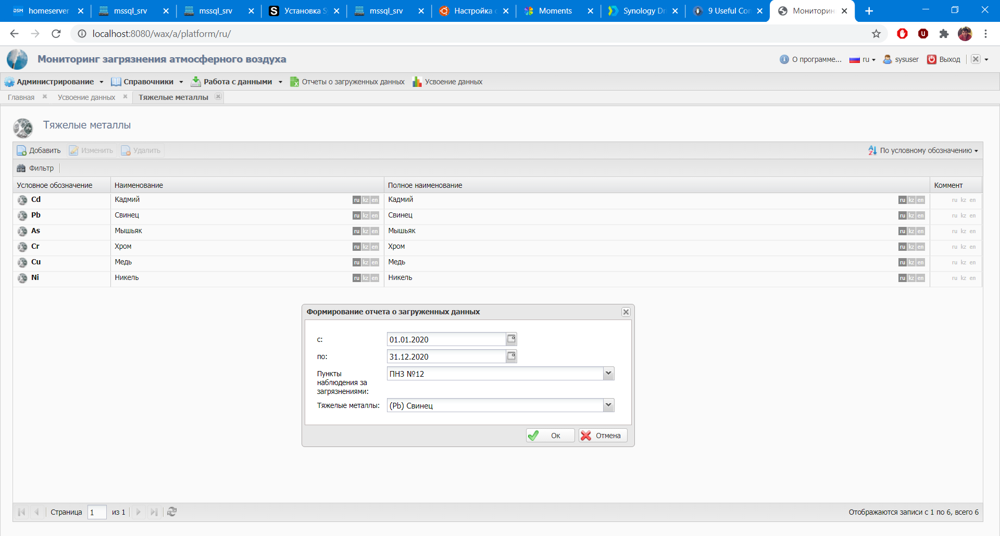 DSM homeserver mssql_srv mssql_srv S Установка S mssql_srv Настройка Moments Synology Dr 9 Useful Con Мониторин
localhost:8080/wax/a/platform/ru/
Мониторинг загрязнения атмосферного воздуха
О программе... ru sysuser Выход
Администрирование Справочники Работа с данными Отчеты о загруженных данных Усвоение данных
Главная Усвоение данных Тяжелые металлы
Тяжелые металлы
Добавить Изменить Удалить По условному обозначению
Фильтр
Условное обозначение Наименование Полное наименование Коммент
Cd Кадмий ru kz en Кадмий ru kz en ru kz en
Pb Свинец ru kz en Свинец ru kz en ru kz en
As Мышьяк ru kz en Мышьяк ru kz en ru kz en
Cr Хром ru kz en Хром ru kz en ru kz en
Cu Медь ru kz en Медь ru kz en ru kz en
Ni Никель ru kz en Никель ru kz en ru kz en
Формирование отчета о загруженных данных
с: 01.01.2020
по: 31.12.2020
Пункты ПНЗ №12
наблюдения за
загрязнениями:
Тяжелые металлы: (Pb) Свинец
Ок Отмена
Страница 1 из 1 Отображаются записи с 1 по 6, всего 6